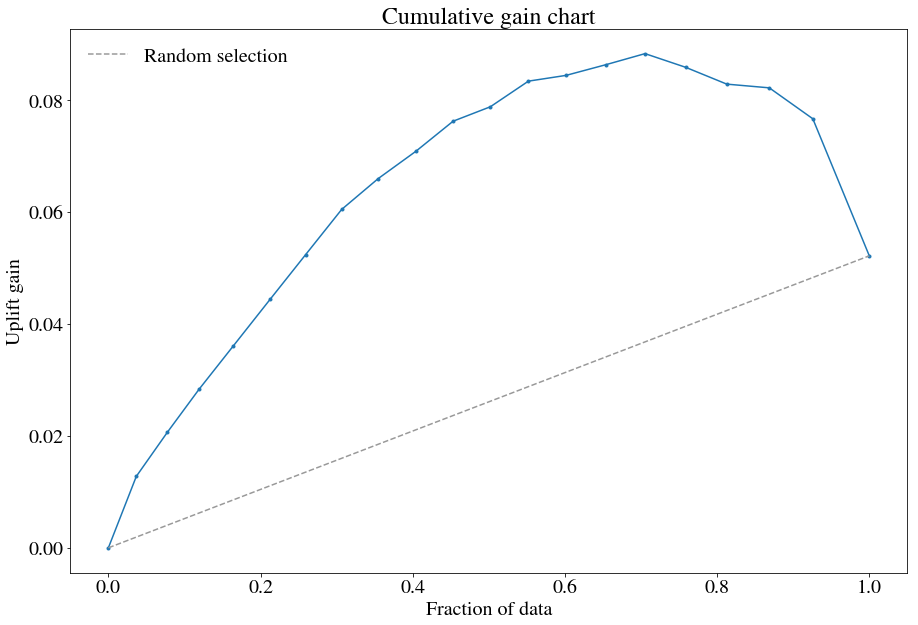 Cumulative gain chart
Random selection
Uplift gain
0.08
0.06
0.04
0.02
0.00
0.0 0.2 0.4 0.6 0.8 1.0
Fraction of data